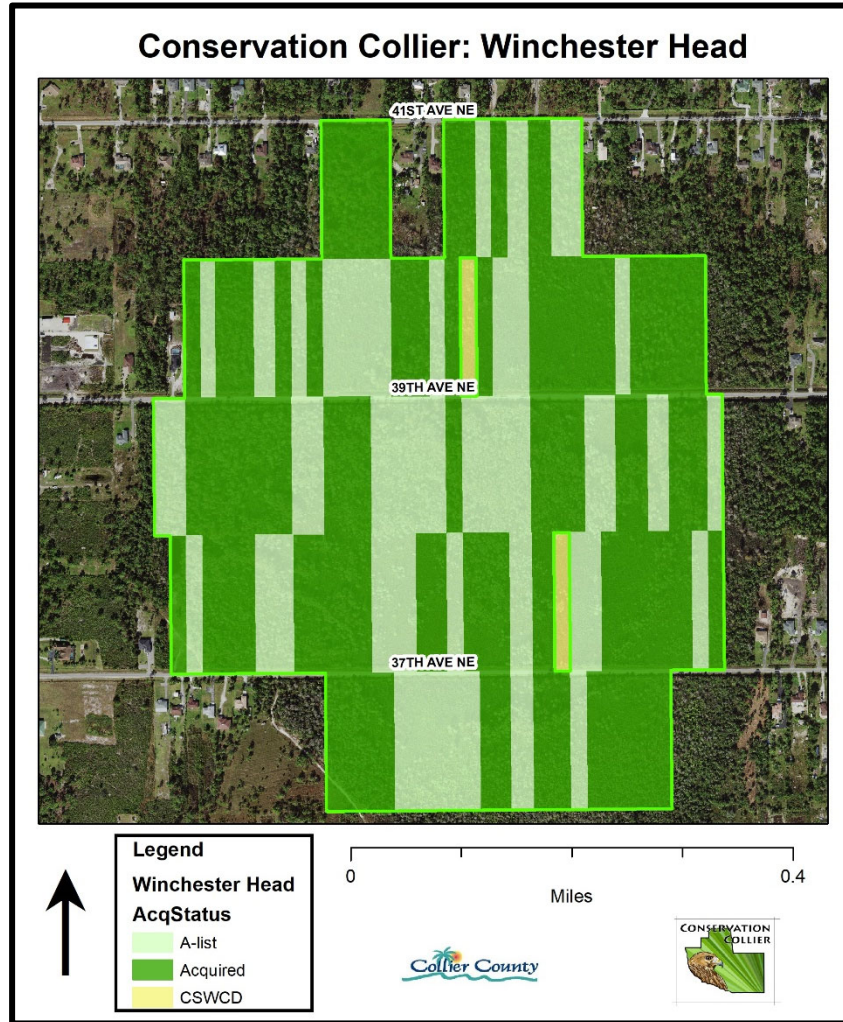 Conservation Collier: Winchester Head
41ST AVE NE
39TH AVE NE
37TH AVE NE
Legend
Winchester Head
AcqStatus
A-list
Acquired
CSWCD
0
0.4
Miles
Collier County
CONSERVATION
COLLIER